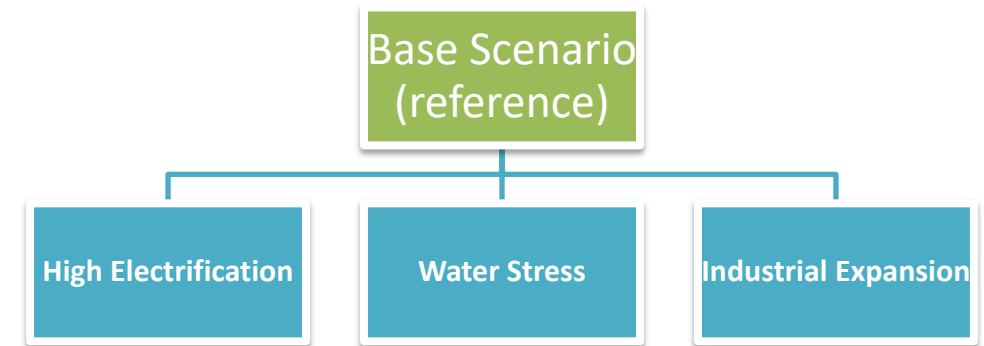 Base Scenario
(reference)
High Electrification
Water Stress
Industrial Expansion